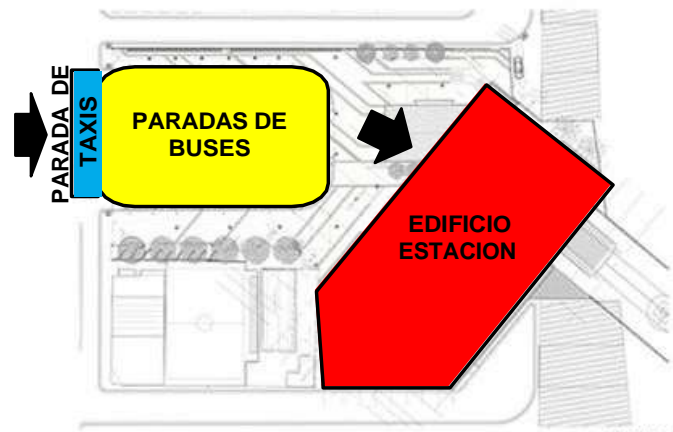 PARADA DE
TAXIS
PARADAS DE
BUSES
EDIFICIO
ESTACION